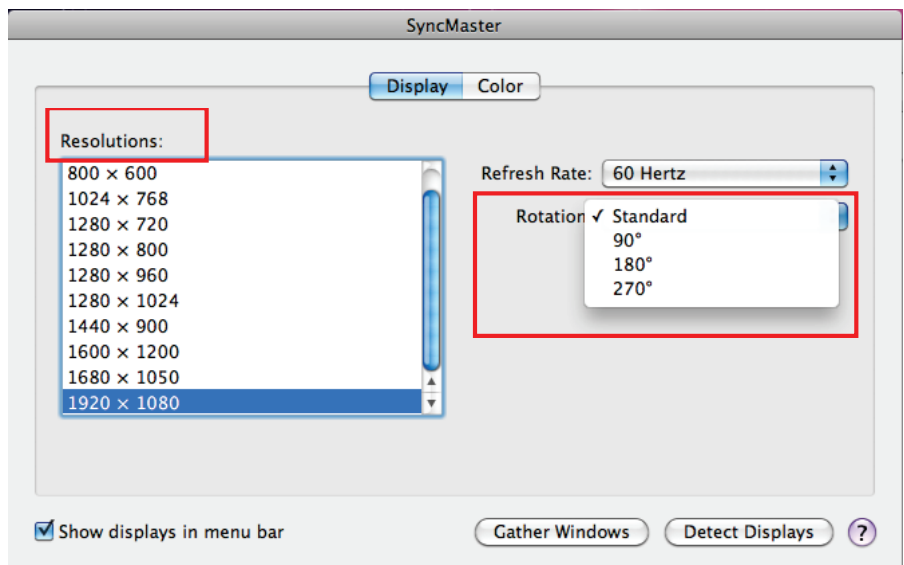 SyncMaster
Display Color
Resolutions:
800 × 600
1024 × 768
1280 × 720
1280 × 800
1280 × 960
1280 × 1024
1440 × 900
1600 × 1200
1680 × 1050
1920 × 1080
Refresh Rate: 60 Hertz
Rotation ✓ Standard
90°
180°
270°
Show displays in menu bar
Gather Windows Detect Displays ?